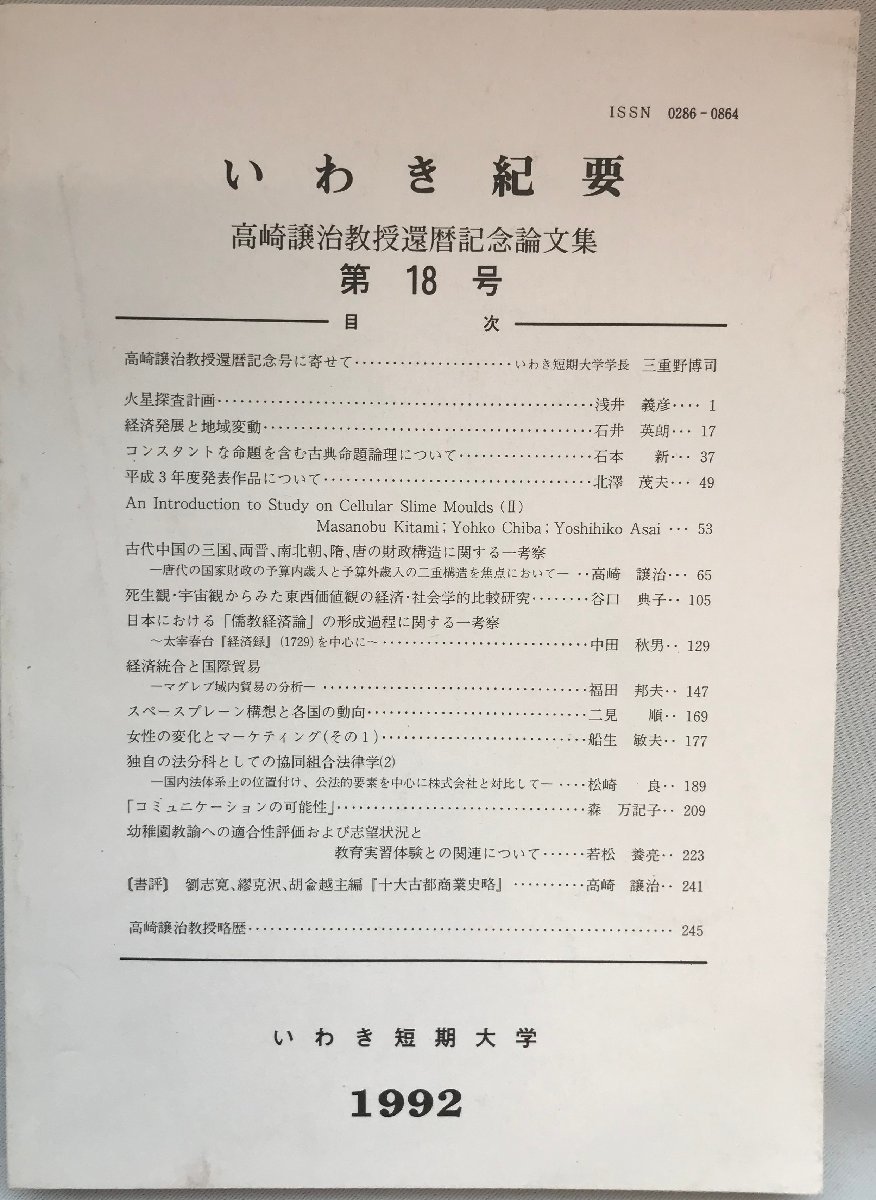 ISSN 0286-0864
いわき紀要
高崎譲治教授還暦記念論文集
第 18 号
目 次
高崎譲治教授還暦記念号に寄せて····················いわき短期大学学長 三重野博司
火星探査計画··················································浅井 義彦···· 1
経済発展と地域変動············································石井 英朗··· 17
コンスタントな命題を含む古典命題論理について··················石本 新··· 37
平成3年度発表作品について····································北澤 茂夫··· 49
An Introduction to Study on Cellular Slime Moulds (Ⅱ)
Masanobu Kitami; Yohko Chiba; Yoshihiko Asai ··· 53
古代中国の三国、両晋、南北朝、隋、唐の財政構造に関する一考察
―唐代の国家財政の予算内歳入と予算外歳入の二重構造を焦点において― ··高崎 譲治··· 65
死生観・宇宙観からみた東西価値観の経済・社会学的比較研究········谷口 典子·· 105
日本における「儒教経済論」の形成過程に関する一考察
～太宰春台『経済録』(1729)を中心に～····························中田 秋男·· 129
経済統合と国際貿易
―マグレブ域内貿易の分析― ···································福田 邦夫·· 147
スペースプレーン構想と各国の動向·····························二見 順·· 169
女性の変化とマーケティング(その1)···························船生 敏夫·· 177
独自の法分科としての協同組合法律学(2)
―国内法体系上の位置付け、公法的要素を中心に株式会社と対比して― ····松崎 良·· 189
「コミュニケーションの可能性」·································森 万記子·· 209
幼稚園教諭への適合性評価および志望状況と
教育実習体験との関連について······若松 養亮·· 223
〔書評〕 劉志寛、繆克沢、胡兪越主編『十大古都商業史略』 ··········高崎 譲治·· 241
高崎譲治教授略歴························································ 245
いわき短期大学
1992